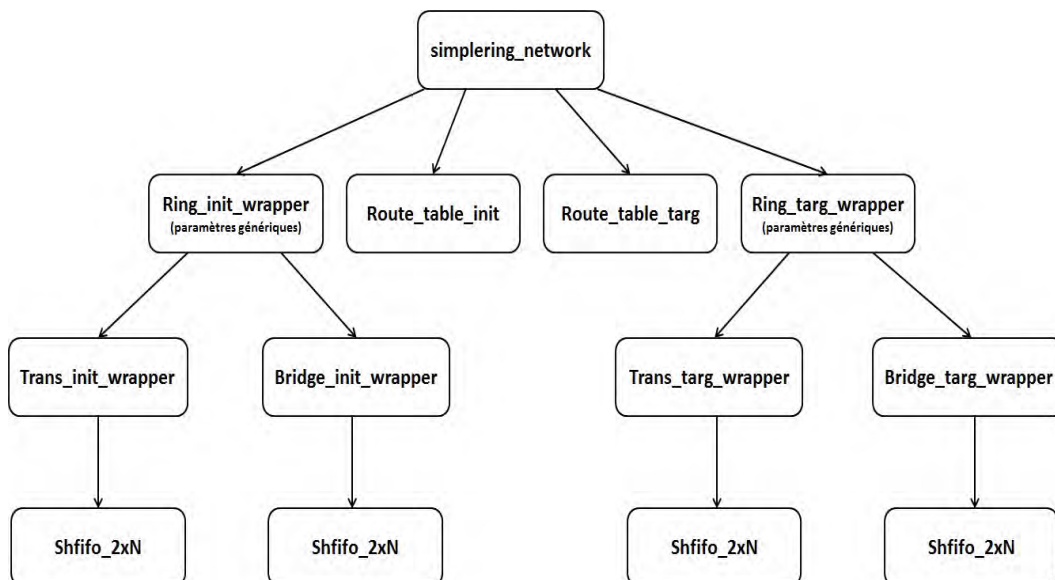 simplering_network
Ring_init_wrapper
(paramètres génériques)
Route_table_init
Route_table_targ
Ring_targ_wrapper
(paramètres génériques)
Trans_init_wrapper
Bridge_init_wrapper
Trans_targ_wrapper
Bridge_targ_wrapper
Shfifo_2xN
Shfifo_2xN
Shfifo_2xN
Shfifo_2xN